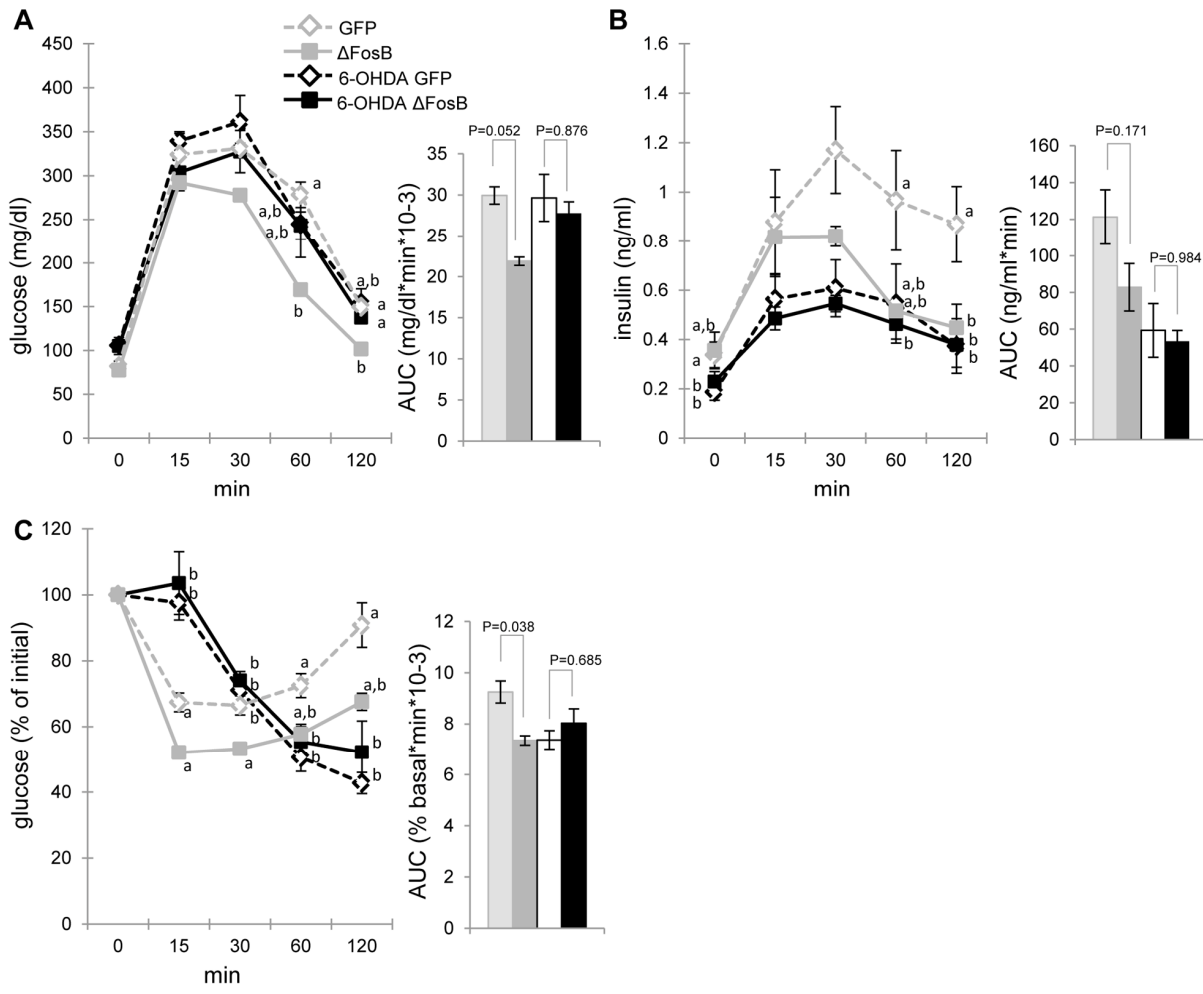 A
GFP
ΔFosB
6-OHDA GFP
6-OHDA ΔFosB
glucose (mg/dl)
450
400
350
300
250
200
150
100
50
0
0 15 30 60 120
min
a
a,b
a,b
b
a,b
a
a
b
AUC (mg/dl*min*10-3)
35
30
25
20
15
10
5
0
P=0.052
P=0.876
B
insulin (ng/ml)
1.6
1.4
1.2
1
0.8
0.6
0.4
0.2
0
0 15 30 60 120
min
a,b
a
b
b
a
a,b
a,b
b
a
b
b
b
AUC (ng/ml*min)
160
140
120
100
80
60
40
20
0
P=0.171
P=0.984
C
glucose (% of initial)
120
100
80
60
40
20
0
0 15 30 60 120
min
b
b
a
a
b
b
a
a
a,b
b
b
a
a,b
b
b
AUC (% basal*min*10-3)
12
10
8
6
4
2
0
P=0.038
P=0.685